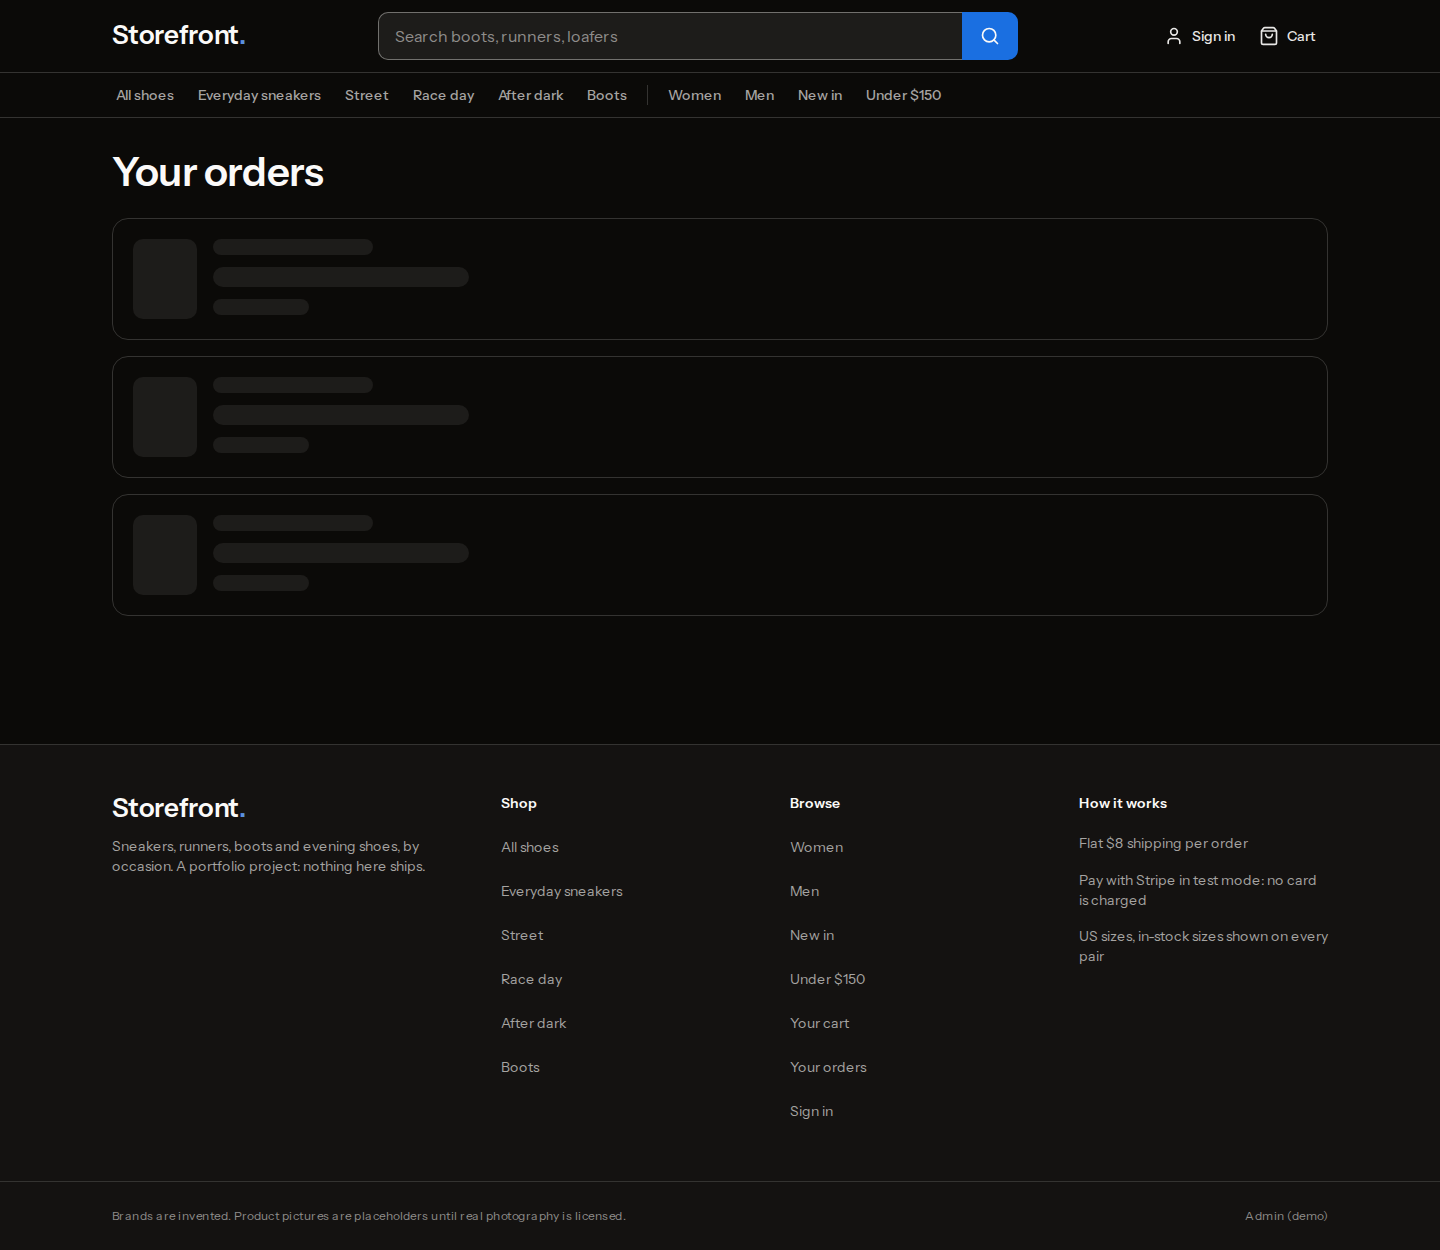 Storefront.
Search boots, runners, loafers
Sign in
Cart
All shoes
Everyday sneakers
Street
Race day
After dark
Boots
Women
Men
New in
Under $150
Your orders
Storefront.
Sneakers, runners, boots and evening shoes, by
occasion. A portfolio project: nothing here ships.
Shop
All shoes
Everyday sneakers
Street
Race day
After dark
Boots
Browse
Women
Men
New in
Under $150
Your cart
Your orders
Sign in
How it works
Flat $8 shipping per order
Pay with Stripe in test mode: no card
is charged
US sizes, in-stock sizes shown on every
pair
Brands are invented. Product pictures are placeholders until real photography is licensed.
Admin (demo)